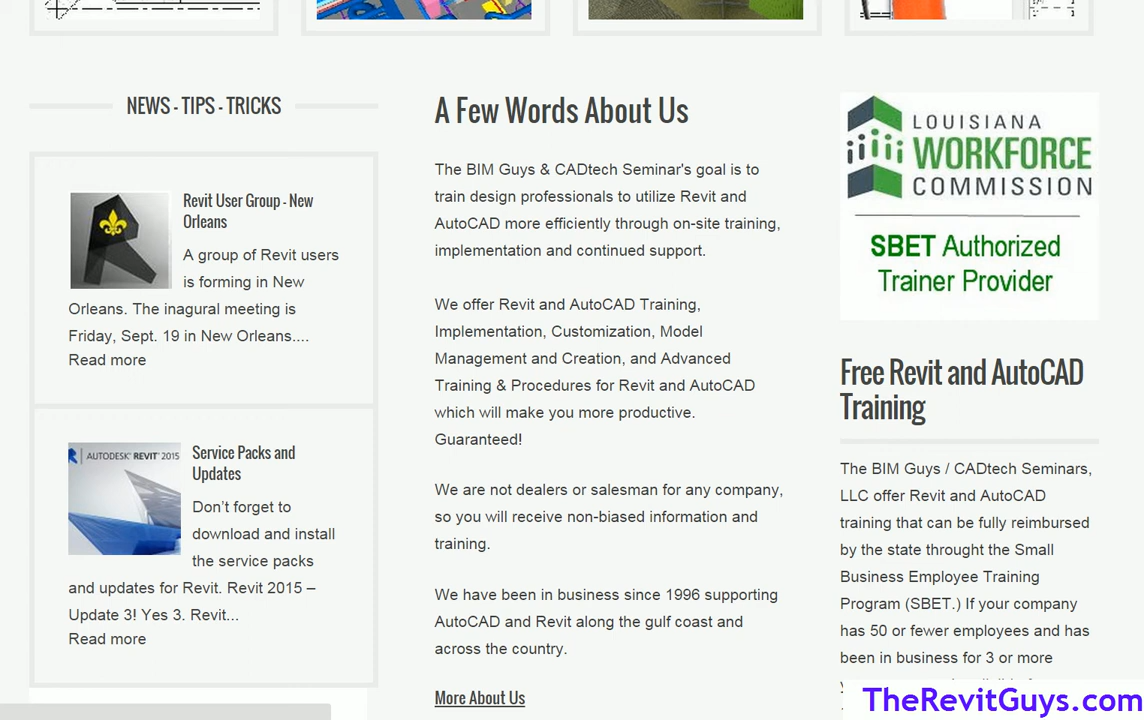 NEWS - TIPS - TRICKS
Revit User Group - New
Orleans
A group of Revit users
is forming in New
Orleans. The inagural meeting is
Friday, Sept. 19 in New Orleans....
Read more
AUTODESK® REVIT® 2015
Service Packs and
Updates
Don't forget to
download and install
the service packs
and updates for Revit. Revit 2015 –
Update 3! Yes 3. Revit...
Read more
A Few Words About Us
The BIM Guys & CADtech Seminar's goal is to
train design professionals to utilize Revit and
AutoCAD more efficiently through on-site training,
implementation and continued support.
We offer Revit and AutoCAD Training,
Implementation, Customization, Model
Management and Creation, and Advanced
Training & Procedures for Revit and AutoCAD
which will make you more productive.
Guaranteed!
We are not dealers or salesman for any company,
so you will receive non-biased information and
training.
We have been in business since 1996 supporting
AutoCAD and Revit along the gulf coast and
across the country.
More About Us
LOUISIANA
WORKFORCE
COMMISSION
SBET Authorized
Trainer Provider
Free Revit and AutoCAD
Training
The BIM Guys / CADtech Seminars,
LLC offer Revit and AutoCAD
training that can be fully reimbursed
by the state throught the Small
Business Employee Training
Program (SBET.) If your company
has 50 or fewer employees and has
been in business for 3 or more
TheRevitGuys.com